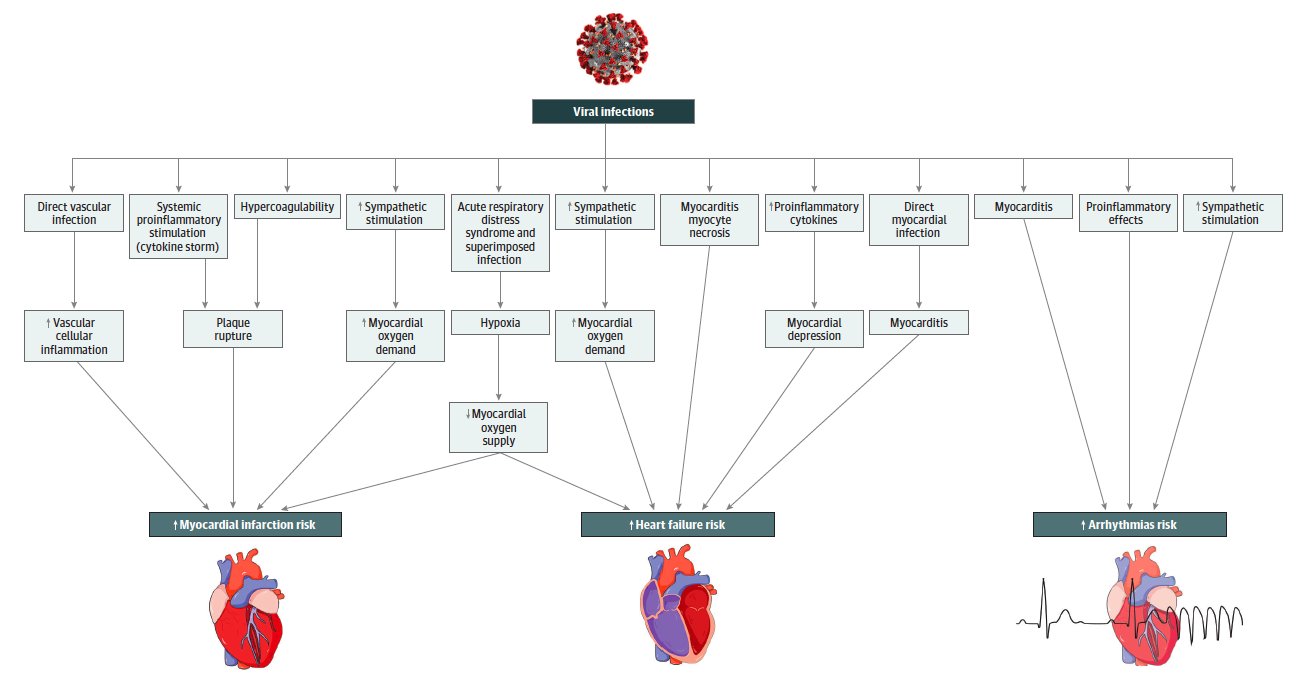 Viral infections
Direct vascular
infection
Systemic
proinflammatory
stimulation
(cytokine storm)
Hypercoagulability
↑Sympathetic
stimulation
Acute respiratory
distress
syndrome and
superimposed
infection
↑Sympathetic
stimulation
Myocarditis
myocyte
necrosis
↑Proinflammatory
cytokines
Direct
myocardial
infection
Myocarditis
Proinflammatory
effects
↑Sympathetic
stimulation
↑Vascular
cellular
inflammation
Plaque
rupture
↑Myocardial
oxygen
demand
Hypoxia
↑Myocardial
oxygen
demand
Myocardial
depression
Myocarditis
↓Myocardial
oxygen
supply
↑Myocardial infarction risk
↑Heart failure risk
↑Arrhythmias risk